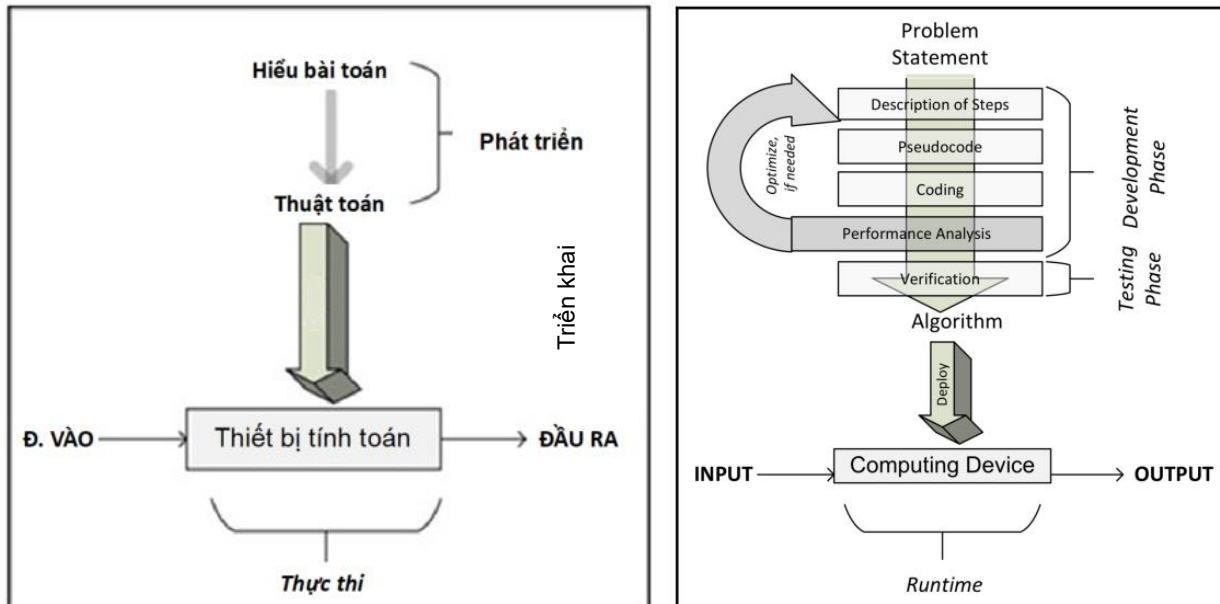 Hiểu bài toán
Phát triển
Thuật toán
Triển khai
Đ. VÀO
Thiết bị tính toán
ĐẦU RA
Thực thi
Problem
Statement
Description of Steps
Pseudocode
Optimize,
if needed
Coding
Performance Analysis
Verification
Development
Phase
Testing
Phase
Algorithm
Deploy
INPUT
Computing Device
OUTPUT
Runtime